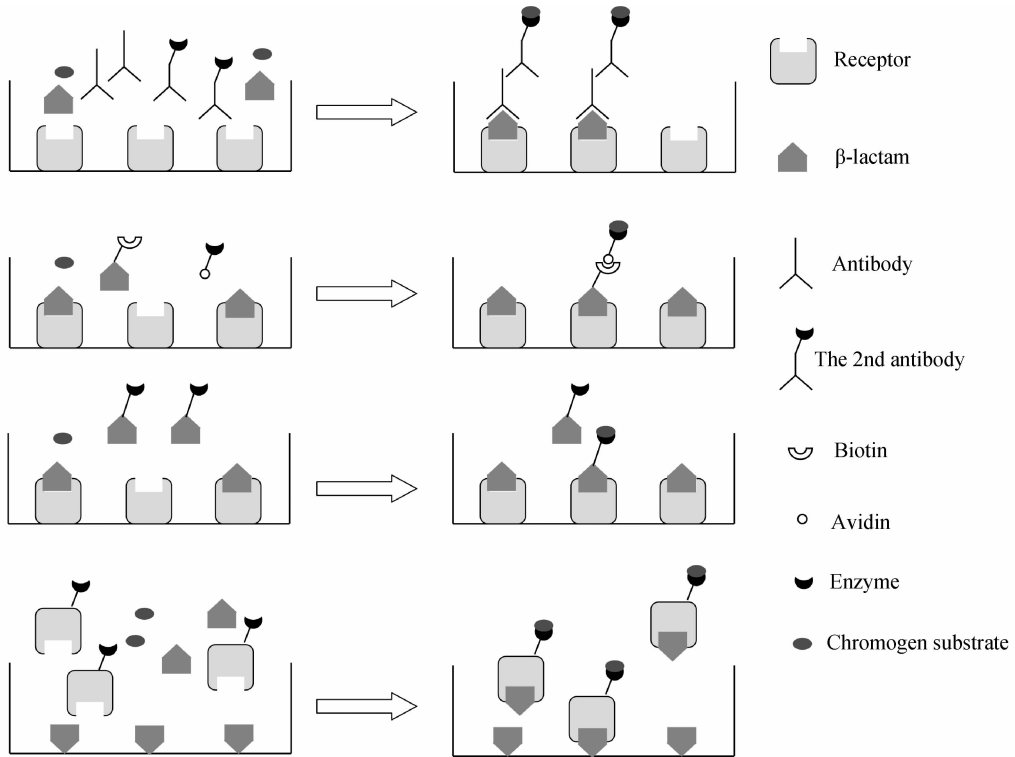 Receptor
β-lactam
Antibody
The 2nd antibody
Biotin
Avidin
Enzyme
Chromogen substrate